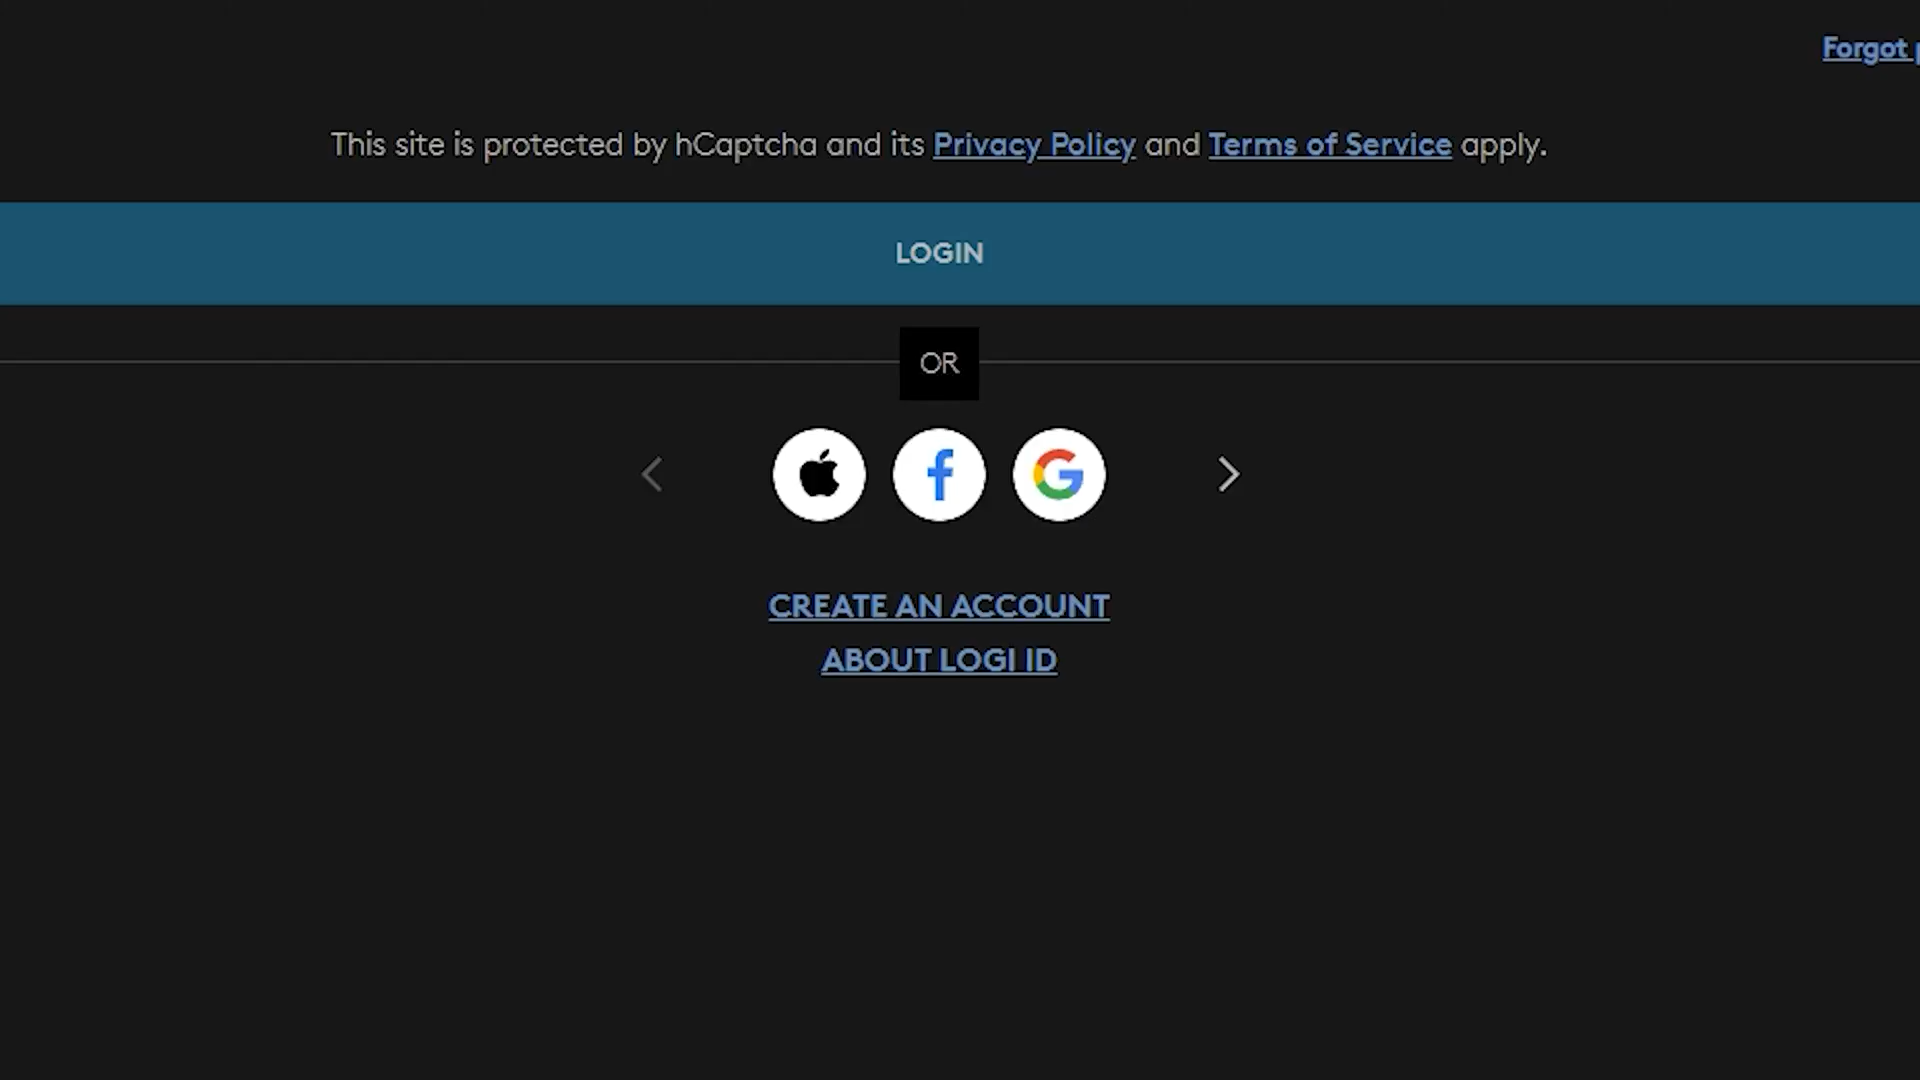 Forgot
This site is protected by hCaptcha and its Privacy Policy and Terms of Service apply.
LOGIN
OR
CREATE AN ACCOUNT
ABOUT LOGI ID